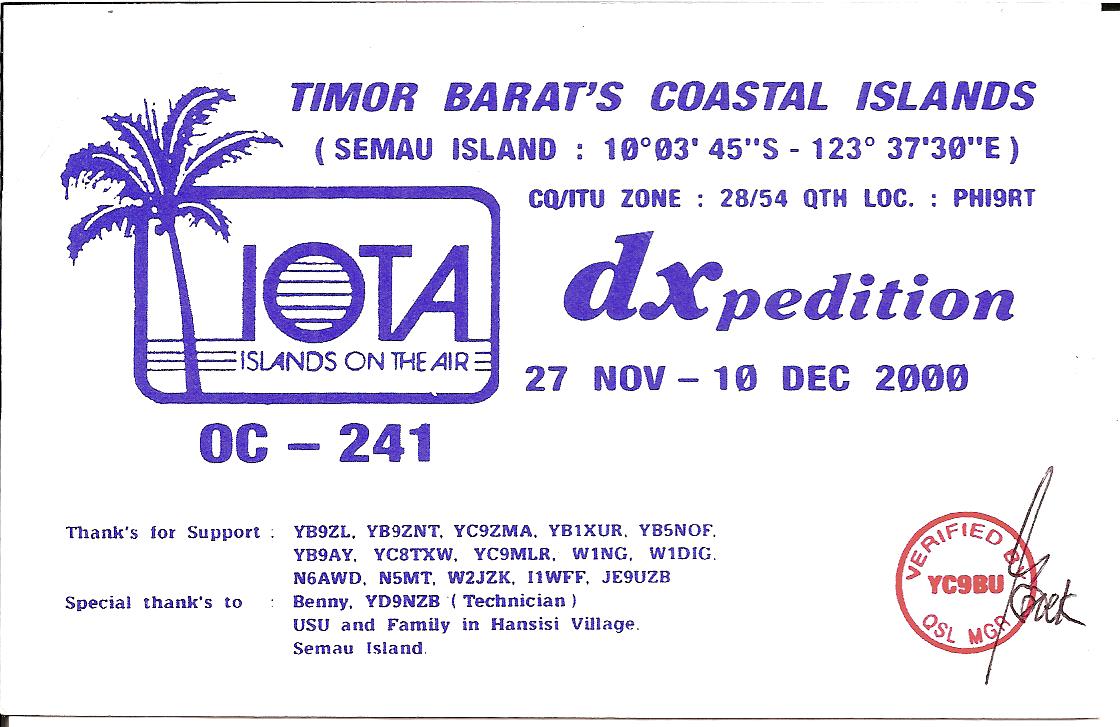 TIMOR BARAT'S COASTAL ISLANDS
( SEMAU ISLAND : 10°03' 45"S - 123° 37'30"E )
CQ/ITU ZONE : 28/54 QTH LOC. : PHI9RT
IOTA
ISLANDS ON THE AIR
dxpedition
27 NOV – 10 DEC 2000
OC – 241
Thank's for Support : YB9ZL, YB9ZNT, YC9ZMA, YB1XUR, YB5NOF.
YB9AY, YC8TXW, YC9MLR, W1NG, W1DIG.
N6AWD, N5MT, W2JZK, I1WFF, JE9UZB
Special thank's to : Benny, YD9NZB ( Technician )
USU and Family in Hansisi Village.
Semau Island.
VERIFIED BY
YC9BU
QSL MGR